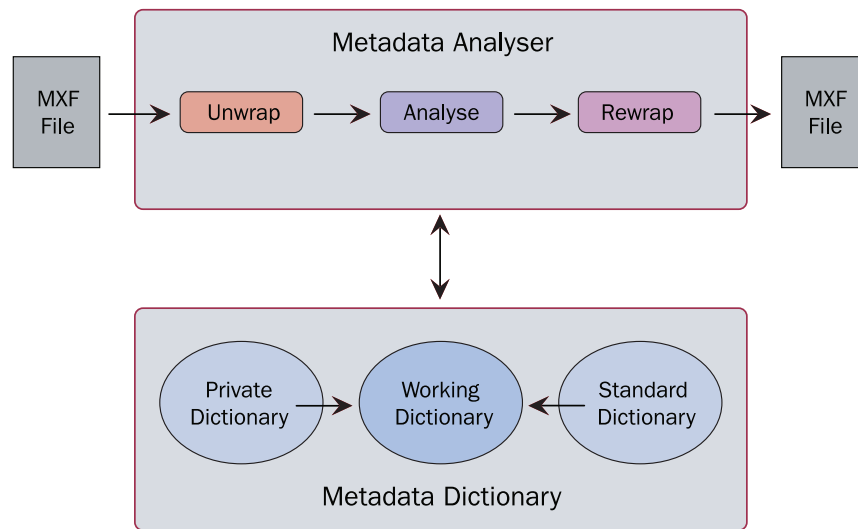 Metadata Analyser
MXF
File
Unwrap
Analyse
Rewrap
MXF
File
Private
Dictionary
Working
Dictionary
Standard
Dictionary
Metadata Dictionary